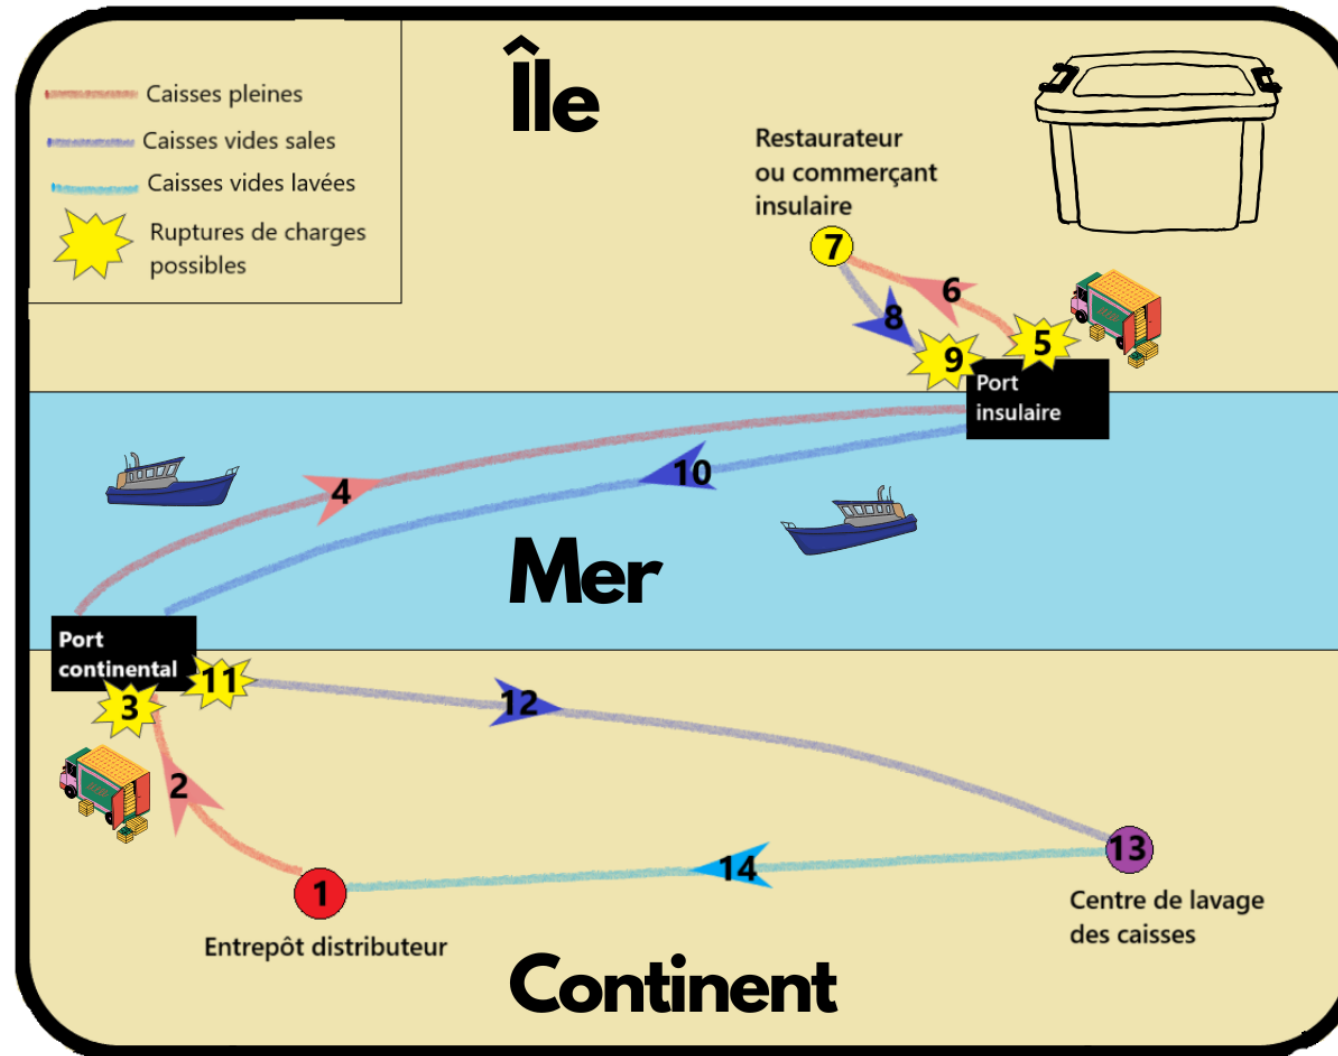 Île
Caisses pleines
Caisses vides sales
Caisses vides lavées
Ruptures de charges
possibles
Restaurateur
ou commerçant
insulaire
7
6
8
5
9
Port
insulaire
4
10
Mer
Port
continental
11
3
12
2
13
14
1
Centre de lavage
des caisses
Entrepôt distributeur
Continent